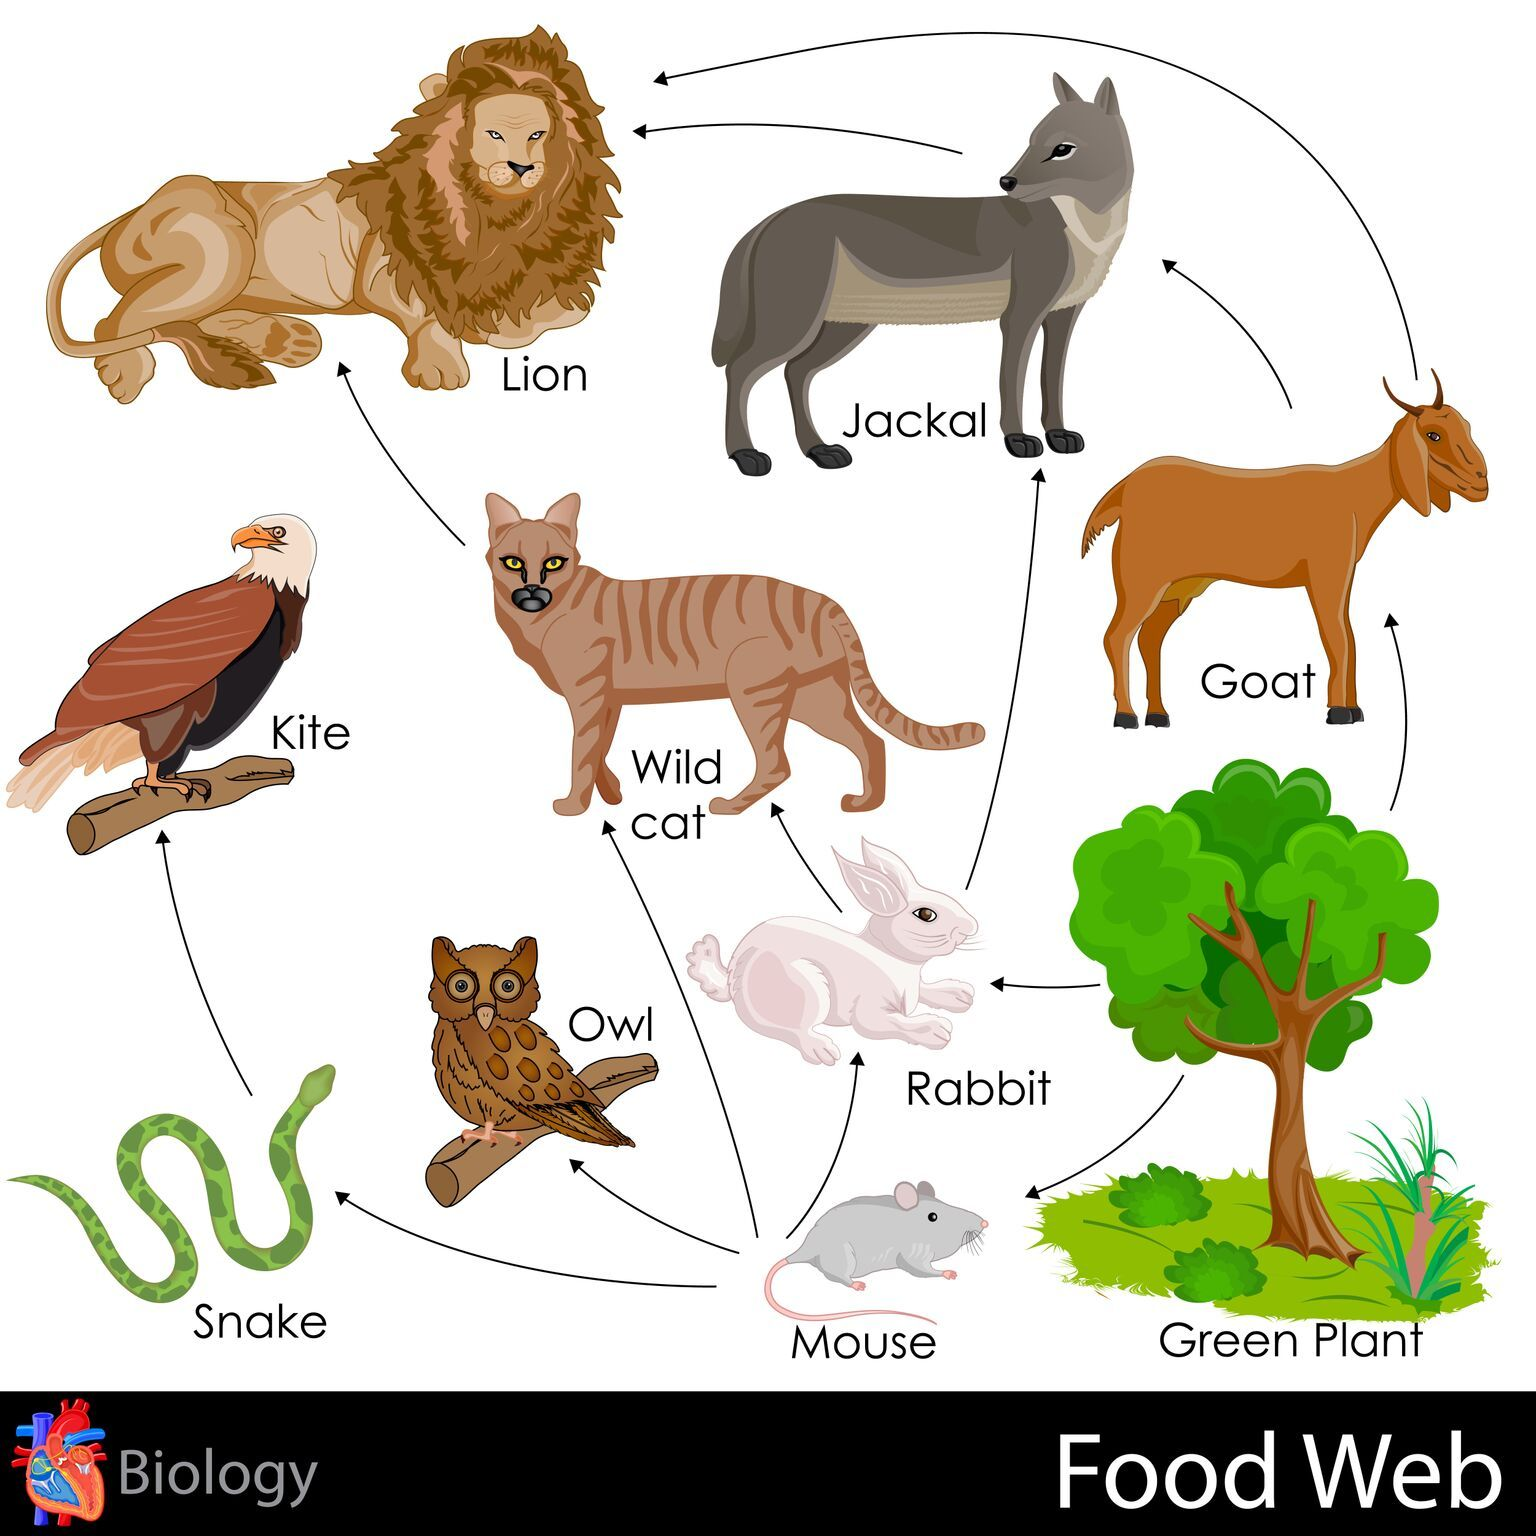 Lion
Jackal
Goat
Kite
Wild
cat
Owl
Rabbit
Snake
Mouse
Green Plant
Biology
Food Web